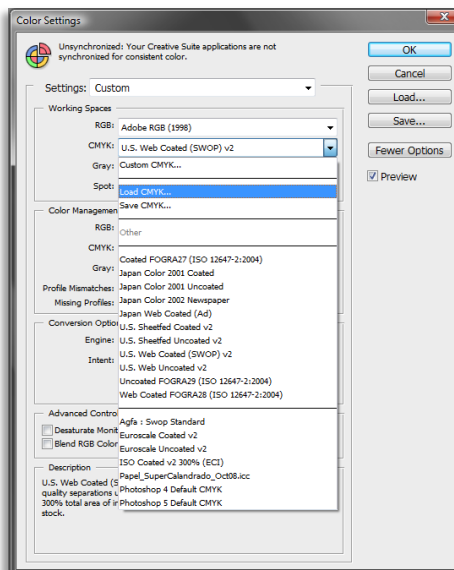 Color Settings
Unsynchronized: Your Creative Suite applications are not
synchronized for consistent color.
OK
Cancel
Load...
Save...
Fewer Options
Preview
Settings: Custom
Working Spaces
RGB: Adobe RGB (1998)
CMYK: U.S. Web Coated (SWOP) v2
Gray:
Spot:
Custom CMYK...
Load CMYK...
Save CMYK...
Other
Coated FOGRA27 (ISO 12647-2:2004)
Japan Color 2001 Coated
Japan Color 2001 Uncoated
Japan Color 2002 Newspaper
Japan Web Coated (Ad)
U.S. Sheetfed Coated v2
U.S. Sheetfed Uncoated v2
U.S. Web Coated (SWOP) v2
U.S. Web Uncoated v2
Uncoated FOGRA29 (ISO 12647-2:2004)
Web Coated FOGRA28 (ISO 12647-2:2004)
Agfa : Swop Standard
Euroscale Coated v2
Euroscale Uncoated v2
ISO Coated v2 300% (ECI)
Papel_SuperCalandrado_Oct08.icc
Photoshop 4 Default CMYK
Photoshop 5 Default CMYK
Color Managemen
RGB:
CMYK:
Gray:
Profile Mismatches:
Missing Profiles:
Conversion Optio
Engine:
Intent:
Advanced Contro
Desaturate Monit
Blend RGB Color
Description
U.S. Web Coated (S
quality separations u
300% total area of in
stock.